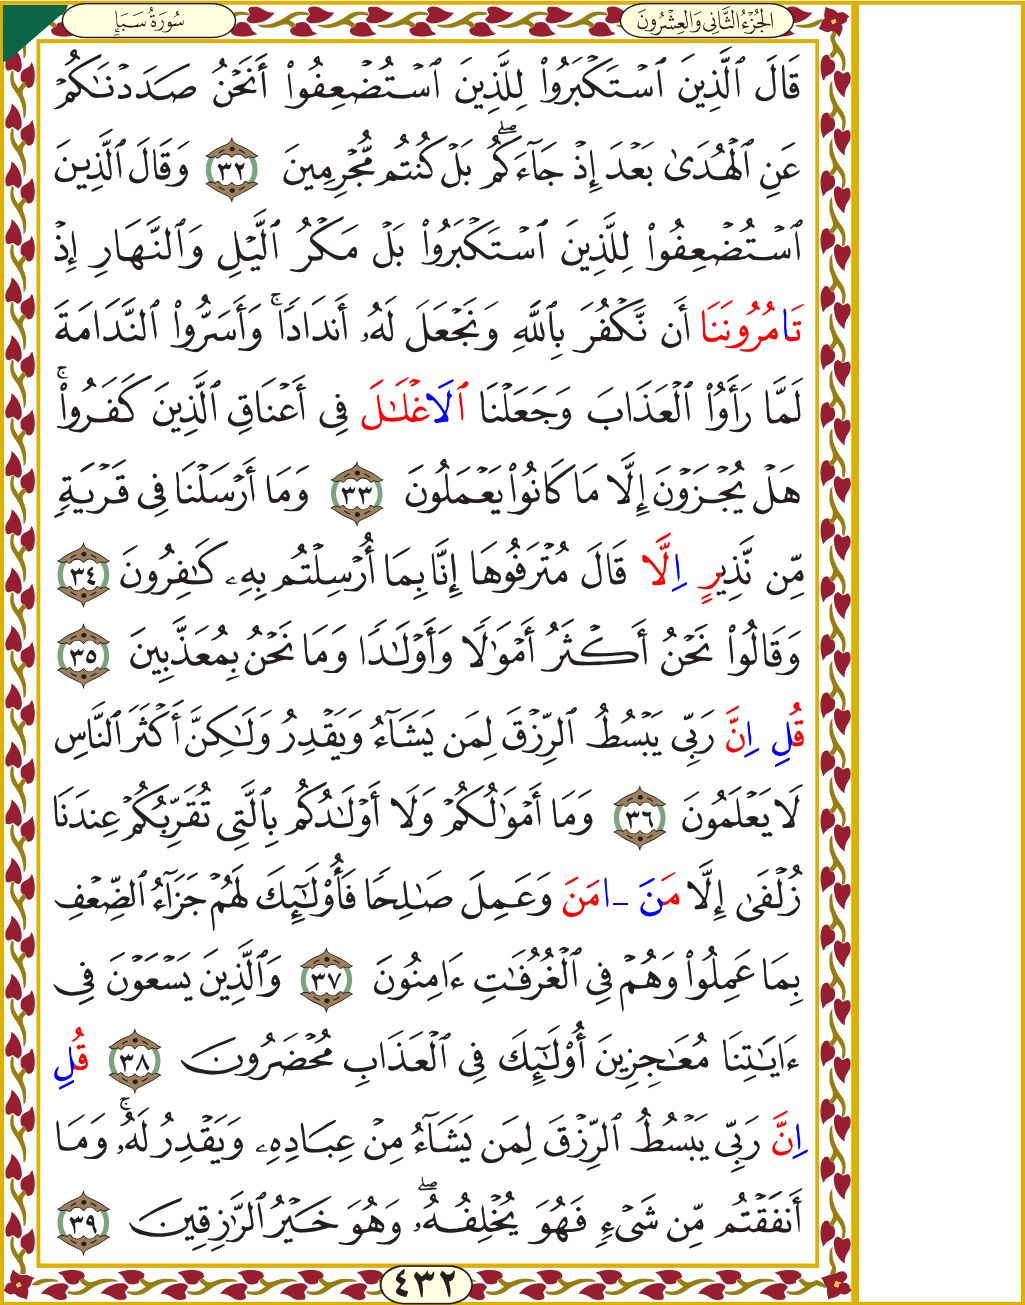 الجُزْءُ الثَّانِي وَالعِشْرُونَ
سُورَةُ سَبَإٖ
قَالَ ٱلَّذِينَ ٱسۡتَكۡبَرُواْ لِلَّذِينَ ٱسۡتُضۡعِفُوٓاْ أَنَحۡنُ صَدَدۡنَٰكُمۡ
عَنِ ٱلۡهُدَىٰ بَعۡدَ إِذۡ جَآءَكُمۖ بَلۡ كُنتُم مُّجۡرِمِينَ ٣٢ وَقَالَ ٱلَّذِينَ
ٱسۡتُضۡعِفُواْ لِلَّذِينَ ٱسۡتَكۡبَرُواْ بَلۡ مَكۡرُ ٱلَّيۡلِ وَٱلنَّهَارِ إِذۡ
تَامُرُونَنَآ أَن نَّكۡفُرَ بِٱللَّهِ وَنَجۡعَلَ لَهُۥٓ أَندَادٗاۚ وَأَسَرُّواْ ٱلنَّدَامَةَ
لَمَّا رَأَوُاْ ٱلۡعَذَابَ وَجَعَلۡنَا ٱلَاغۡلَٰلَ فِيٓ أَعۡنَاقِ ٱلَّذِينَ كَفَرُواْۚ
هَلۡ يُجۡزَوۡنَ إِلَّا مَا كَانُواْ يَعۡمَلُونَ ٣٣ وَمَآ أَرۡسَلۡنَا فِي قَرۡيَةٖ
مِّن نَّذِيرٍ اِلَّا قَالَ مُتۡرَفُوهَآ إِنَّا بِمَآ أُرۡسِلۡتُم بِهِۦ كَٰفِرُونَ ٣٤
وَقَالُواْ نَحۡنُ أَكۡثَرُ أَمۡوَٰلٗا وَأَوۡلَٰدٗا وَمَا نَحۡنُ بِمُعَذَّبِينَ ٣٥
قُلِ اِنَّ رَبِّي يَبۡسُطُ ٱلرِّزۡقَ لِمَن يَشَآءُ وَيَقۡدِرُ وَلَٰكِنَّ أَكۡثَرَ ٱلنَّاسِ
لَا يَعۡلَمُونَ ٣٦ وَمَآ أَمۡوَٰلُكُمۡ وَلَآ أَوۡلَٰدُكُم بِٱلَّتِي تُقَرِّبُكُمۡ عِندَنَا
زُلۡفَىٰٓ إِلَّا مَنَ ـامَنَ وَعَمِلَ صَٰلِحٗا فَأُوْلَٰٓئِكَ لَهُمۡ جَزَآءُ ٱلضِّعۡفِ
بِمَا عَمِلُواْ وَهُمۡ فِي ٱلۡغُرُفَٰتِ ءَامِنُونَ ٣٧ وَٱلَّذِينَ يَسۡعَوۡنَ فِيٓ
ءَايَٰتِنَا مُعَٰجِزِينَ أُوْلَٰٓئِكَ فِي ٱلۡعَذَابِ مُحۡضَرُونَ ٣٨ قُلِ
اِنَّ رَبِّي يَبۡسُطُ ٱلرِّزۡقَ لِمَن يَشَآءُ مِنۡ عِبَادِهِۦ وَيَقۡدِرُ لَهُۥۚ وَمَآ
أَنفَقۡتُم مِّن شَيۡءٖ فَهُوَ يُخۡلِفُهُۥۖ وَهُوَ خَيۡرُ ٱلرَّٰزِقِينَ ٣٩
٤٣٢